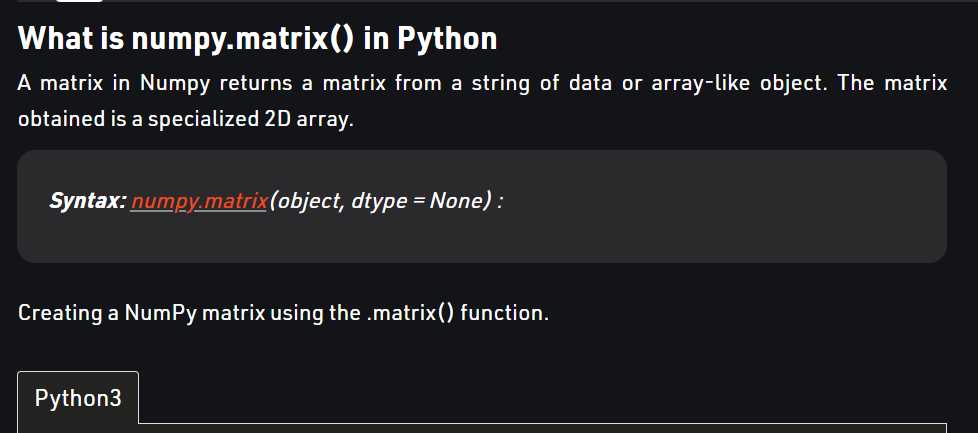 What is numpy.matrix() in Python
A matrix in Numpy returns a matrix from a string of data or array-like object. The matrix
obtained is a specialized 2D array.
Syntax: numpy.matrix(object, dtype = None) :
Creating a NumPy matrix using the .matrix() function.
Python3